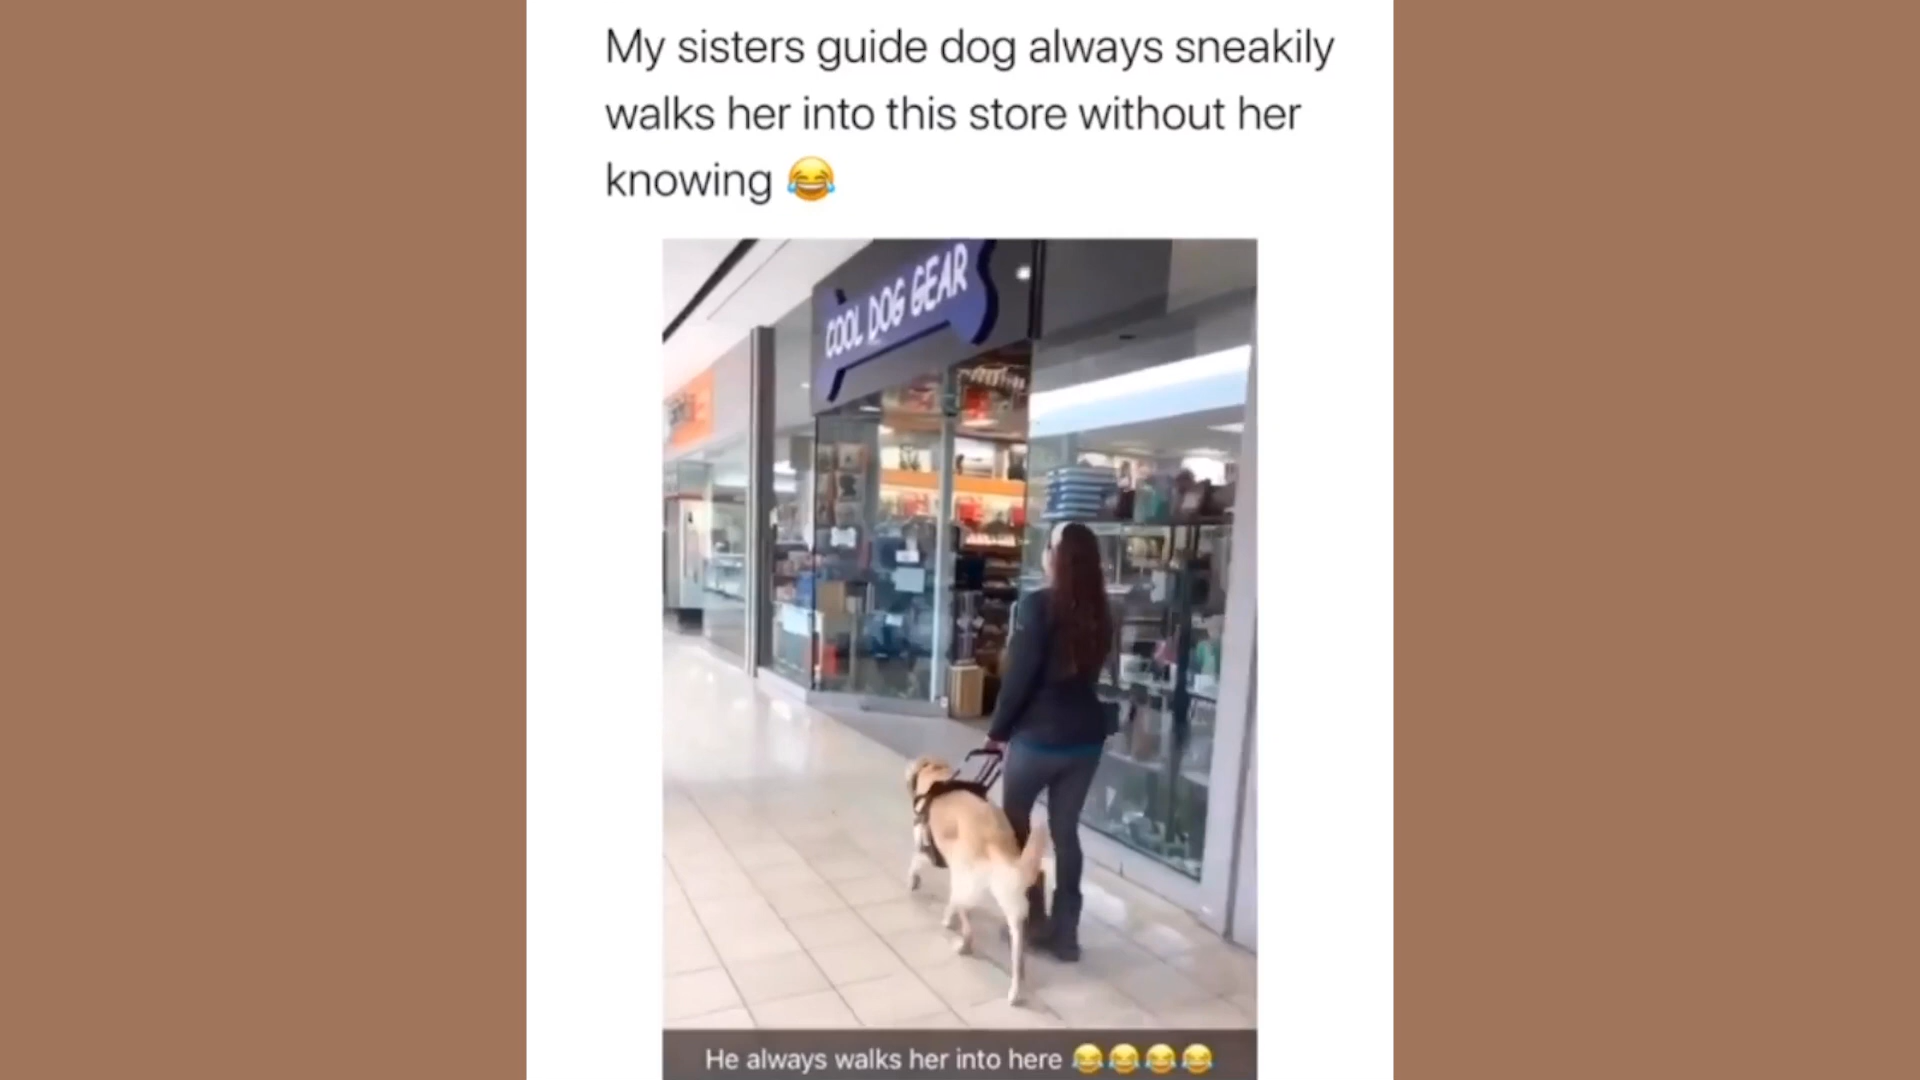 My sisters guide dog always sneakily
walks her into this store without her
knowing 😂
COOL DOG GEAR
He always walks her into here 😂😂😂😂